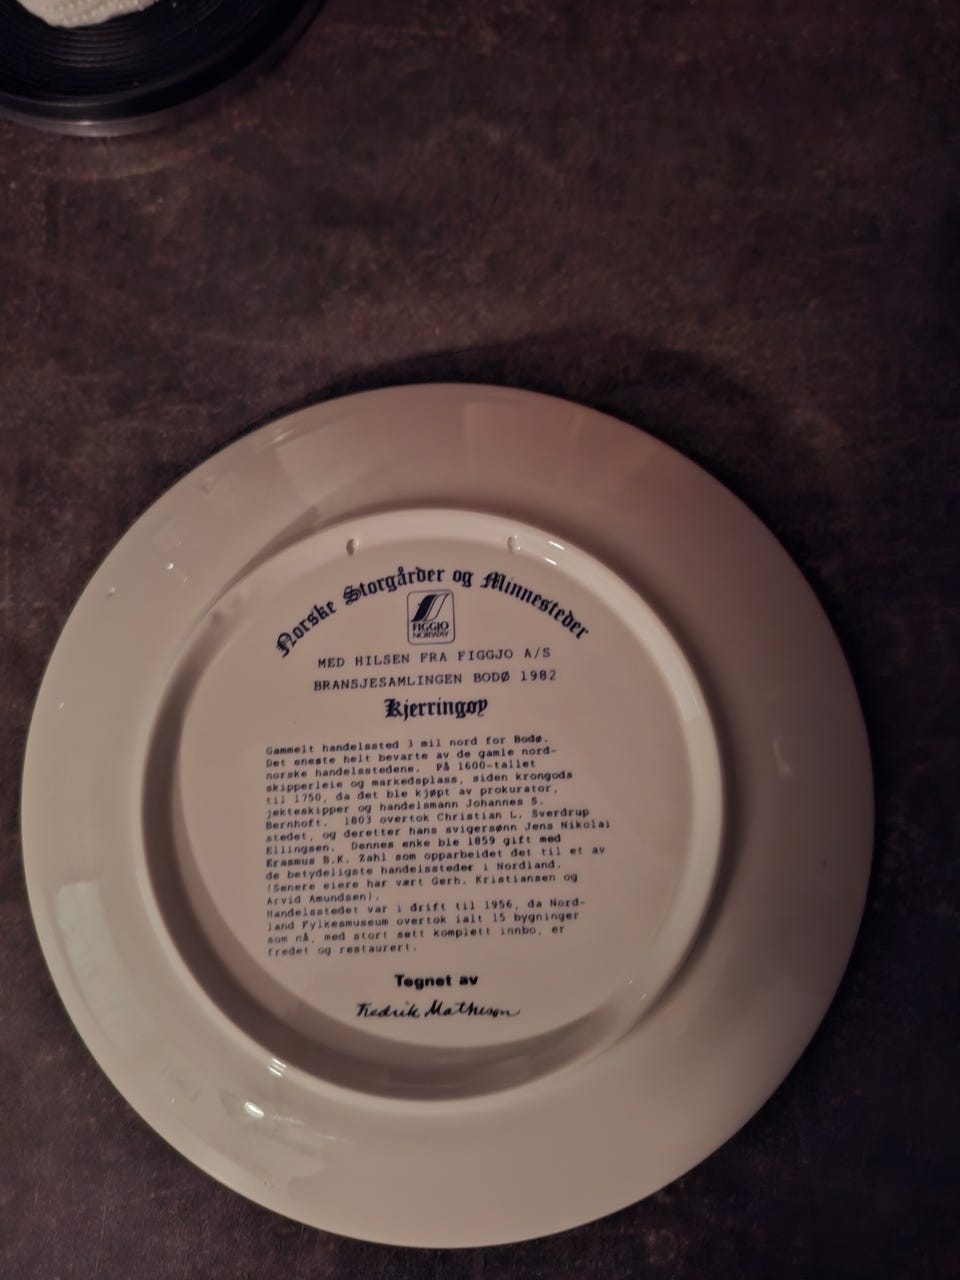 Norske Storgårder og Minnesteder
FIGGJO
NORWAY
MED HILSEN FRA FIGGJO A/S
BRANSJESAMLINGEN BODØ 1982
Kjerringøy
Gammelt handelssted 3 mil nord for Bodø.
Det eneste helt bevarte av de gamle nord-
norske handelsstedene. På 1600-tallet
skipperleie og markedsplass, siden krongods
til 1750, da det ble kjøpt av prokurator,
jekteskipper og handelsmann Johannes S.
Bernhoft. 1803 overtok Christian L. Sverdrup
stedet, og deretter hans svigersønn Jens Nikolai
Ellingsen. Dennes enke ble 1859 gift med
Erasmus B.K. Zahl som opparbeidet det til et av
de betydeligste handelssteder i Nordland.
(Senere eiere har vært Gerh. Kristiansen og
Arvid Amundsen).
Handelsstedet var i drift til 1956, da Nord-
land Fylkesmuseum overtok ialt 15 bygninger
som nå, med stort sett komplett innbo, er
fredet og restaurert.
Tegnet av
Fredrik Matheson